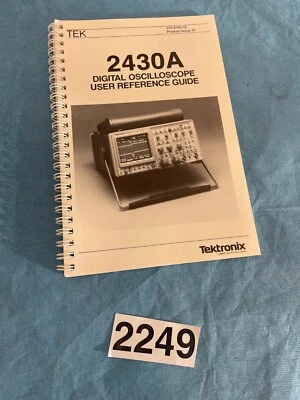 TEK
2430A
DIGITAL OSCILLOSCOPE
USER REFERENCE GUIDE
Tektronix
2249